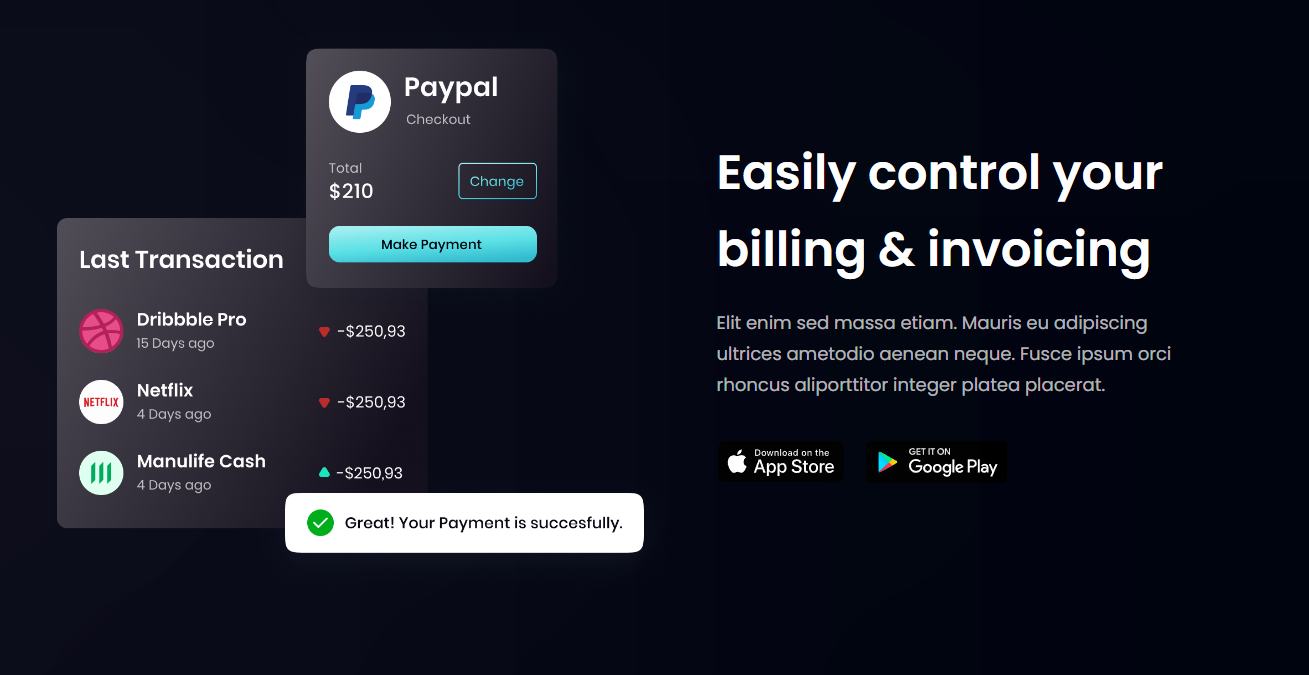 Paypal
Checkout
Total
$210
Change
Make Payment
Last Transaction
Dribbble Pro
15 Days ago
-$250,93
NETFLIX
Netflix
4 Days ago
-$250,93
Manulife Cash
4 Days ago
-$250,93
Great! Your Payment is succesfully.
Easily control your
billing & invoicing
Elit enim sed massa etiam. Mauris eu adipiscing
ultrices ametodio aenean neque. Fusce ipsum orci
rhoncus aliporttitor integer platea placerat.
Download on the
App Store
GET IT ON
Google Play